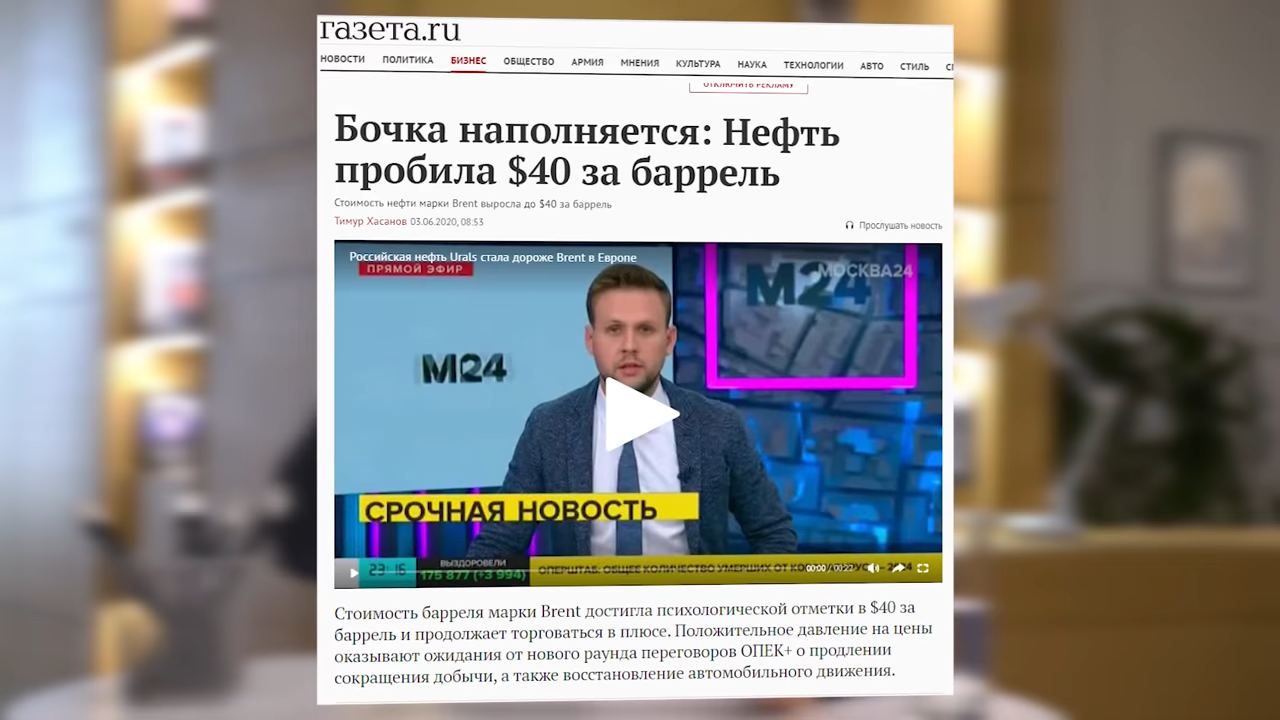 газета.ru
НОВОСТИ ПОЛИТИКА БИЗНЕС ОБЩЕСТВО АРМИЯ МНЕНИЯ КУЛЬТУРА НАУКА ТЕХНОЛОГИИ АВТО СТИЛЬ
ОТКЛЮЧИТЬ РЕКЛАМУ
Бочка наполняется: Нефть
пробила $40 за баррель
Стоимость нефти марки Brent выросла до $40 за баррель
Тимур Хасанов 03.06.2020, 08:53
Прослушать новость
Российская нефть Urals стала дороже Brent в Европе
ПРЯМОЙ ЭФИР
МОСКВА24
М24
М24
СРОЧНАЯ НОВОСТЬ
23:16
ВЫЗДОРОВЕЛИ
175 877 (+3 994)
ОПЕРШТАБ: ОБЩЕЕ КОЛИЧЕСТВО УМЕРШИХ ОТ
00:00 / 00:27
Стоимость барреля марки Brent достигла психологической отметки в $40 за
баррель и продолжает торговаться в плюсе. Положительное давление на цены
оказывают ожидания от нового раунда переговоров ОПЕК+ о продлении
сокращения добычи, а также восстановление автомобильного движения.